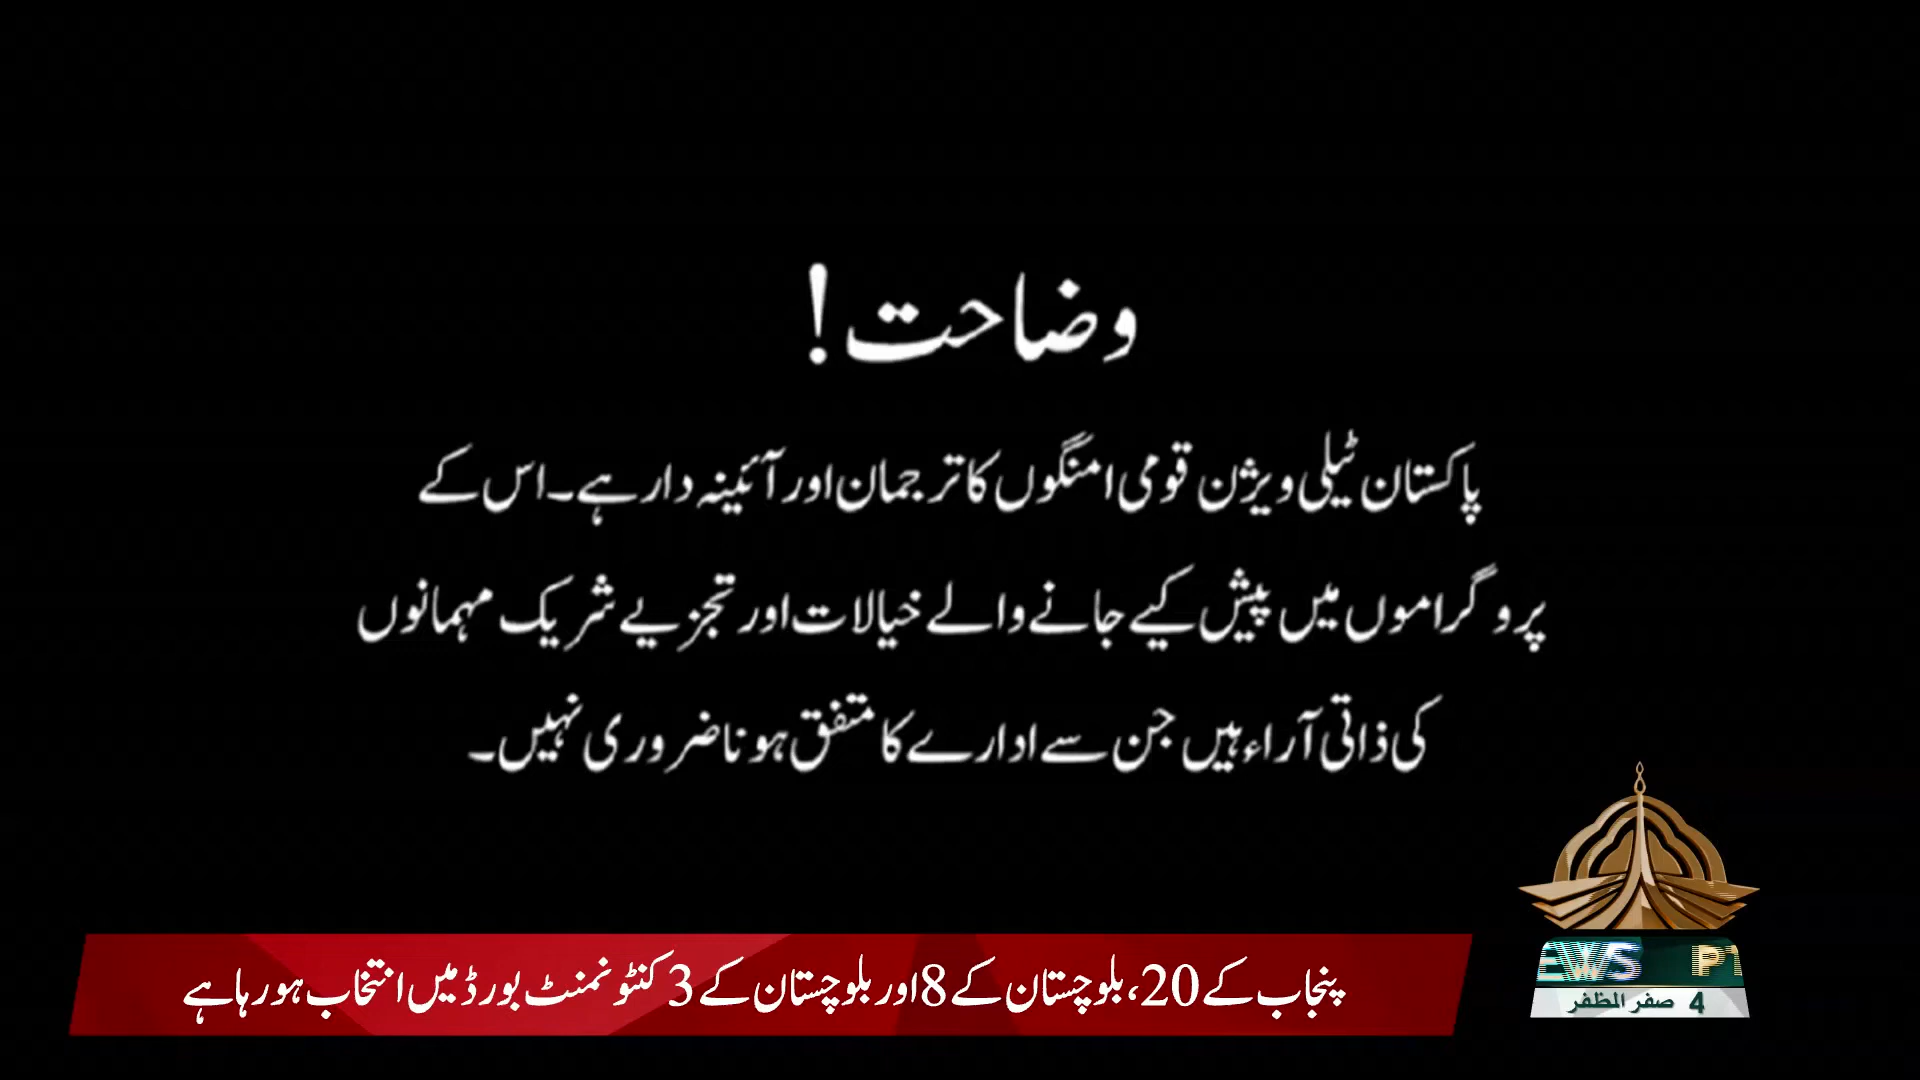 وضاحت!
پاکستان ٹیلی ویژن قومی امنگوں کا ترجمان اور آئینہ دار ہے۔ اس کے
پروگراموں میں پیش کیے جانے والے خیالات اور تجزیے شریک مہمانوں
کی ذاتی آراء ہیں جن سے ادارے کا متفق ہونا ضروری نہیں۔
پنجاب کے 20، بلوچستان کے 8 اور بلوچستان کے 3 کنٹونمنٹ بورڈ میں انتخاب ہو رہا ہے
EWS PT
4 صفر المظفر